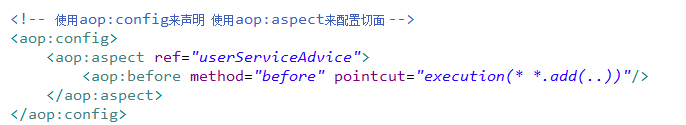 <!-- 使用aop:config来声明 使用aop:aspect来配置切面 -->
<aop:config>
    <aop:aspect ref="userServiceAdvice">
        <aop:before method="before" pointcut="execution(* *.add(..))"/>
    </aop:aspect>
</aop:config>